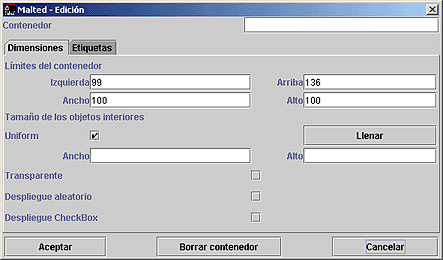 Malted - Edición
Contenedor
Dimensiones Etiquetas
Límites del contenedor
Izquierda 99 Arriba 136
Ancho 100 Alto 100
Tamaño de los objetos interiores
Uniform Llenar
Ancho Alto
Transparente
Despliegue aleatorio
Despliegue CheckBox
Aceptar Borrar contenedor Cancelar